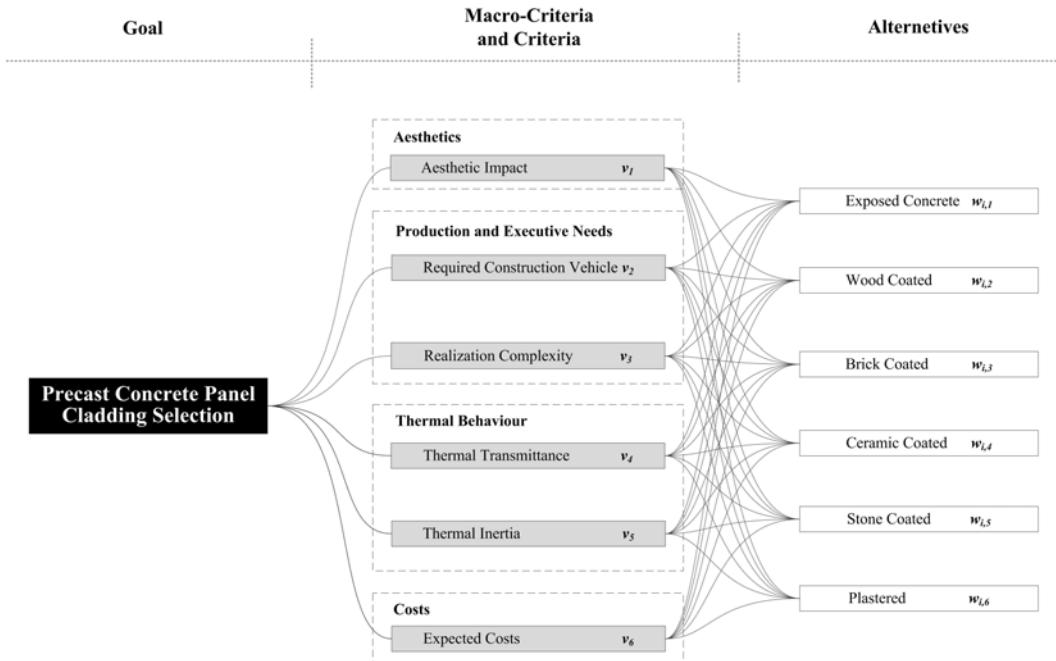 Goal
Macro-Criteria
and Criteria
Alternetives
Precast Concrete Panel
Cladding Selection
Aesthetics
Aesthetic Impact v1
Production and Executive Needs
Required Construction Vehicle v2
Realization Complexity v3
Thermal Behaviour
Thermal Transmittance v4
Thermal Inertia v5
Costs
Expected Costs v6
Exposed Concrete wi,1
Wood Coated wi,2
Brick Coated wi,3
Ceramic Coated wi,4
Stone Coated wi,5
Plastered wi,6